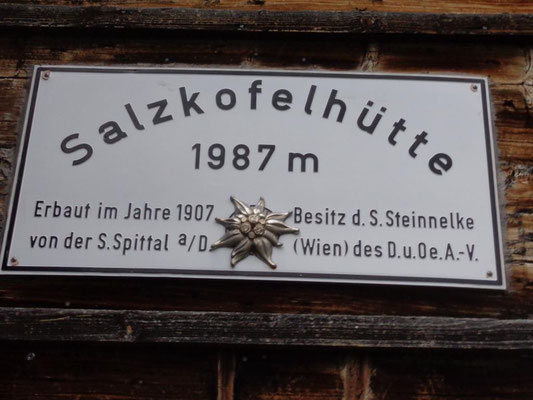 Salzkofelhütte
1987 m
Erbaut im Jahre 1907
von der S. Spittal a/D.
Besitz d. S. Steinnelke
(Wien) des D.u.Oe.A.-V.